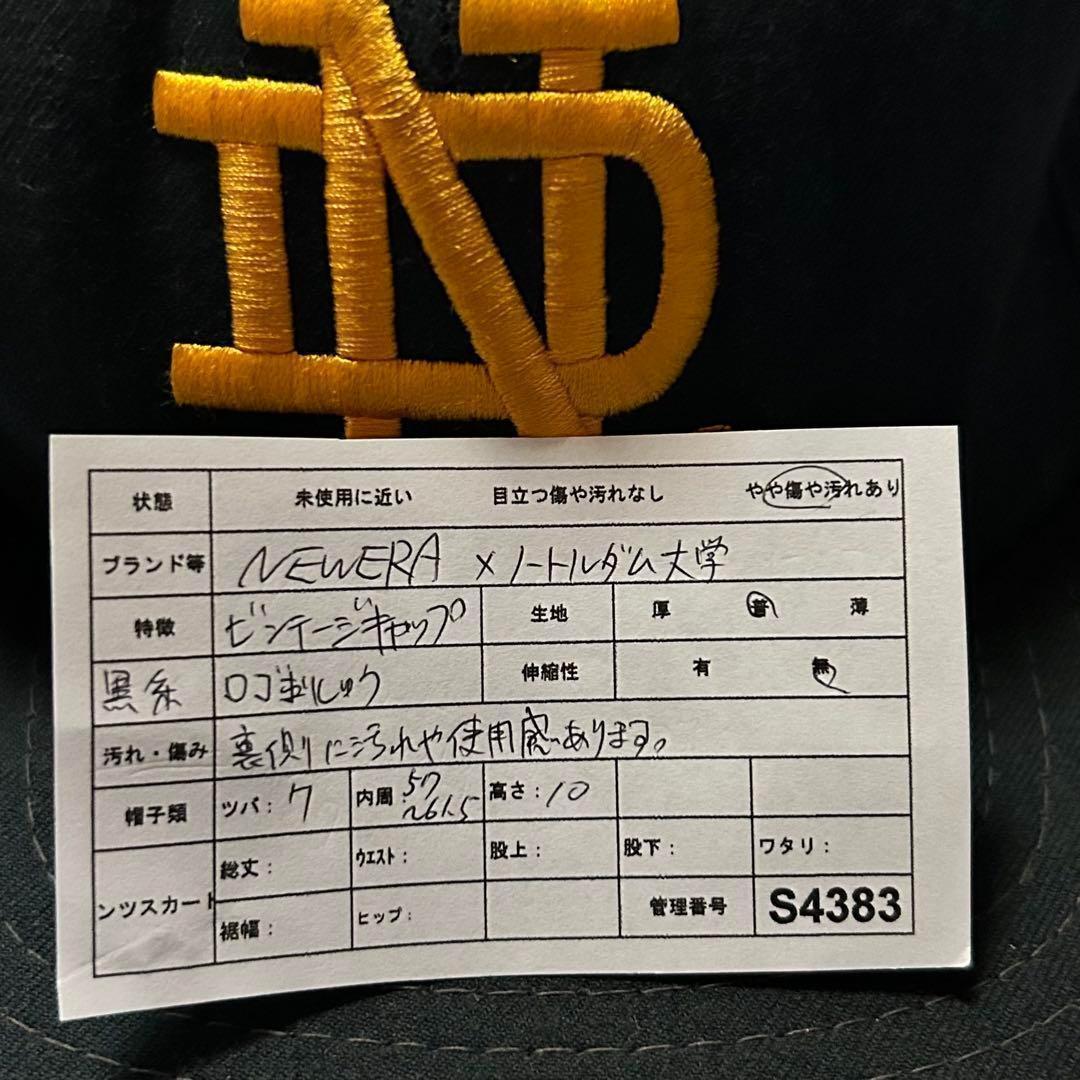 ND
状態 未使用に近い 目立つ傷や汚れなし やや傷や汚れあり
ブランド等 NEWERA × ノートルダム大学
特徴 ビンテージキャップ 生地 厚 普 薄
黒系 ロゴ刺しゅう 伸縮性 有 無
汚れ・傷み 裏側に汚れや使用感あります。
帽子類 ツバ：7 内周：57～61.5 高さ：10
ンツスカート 総丈： ウエスト： 股上： 股下： ワタリ：
裾幅： ヒップ： 管理番号 S4383